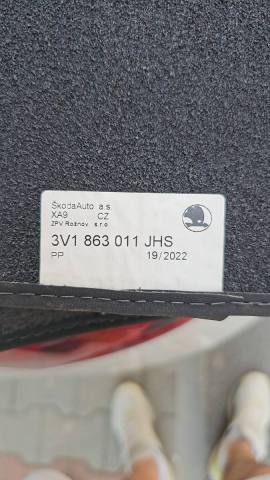 ŠkodaAuto a.s
XA9 CZ
ZPV Rožnov s.r.o
3V1 863 011 JHS
PP 19/2022